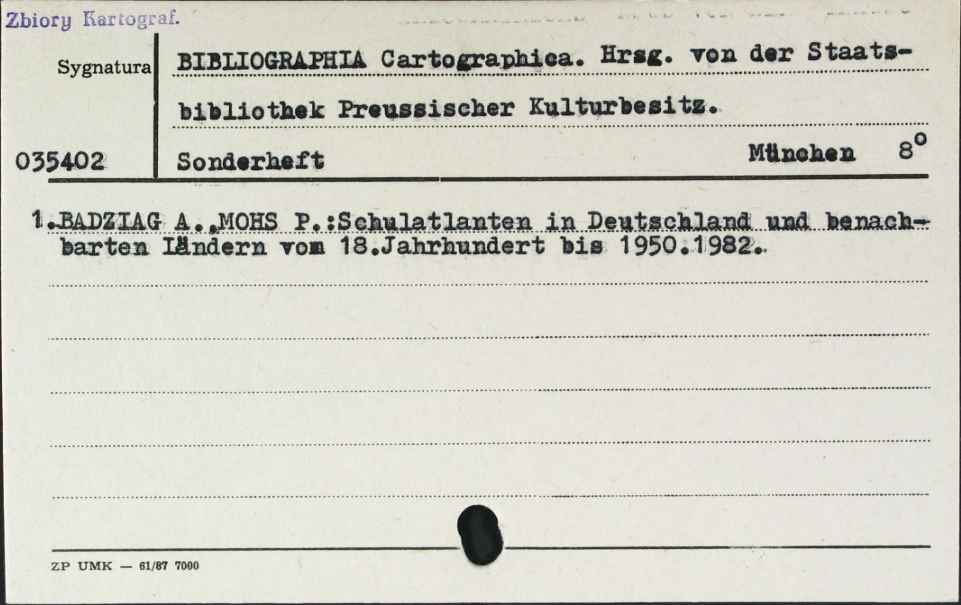 Zbiory Kartograf.
Sygnatura
BIBLIOGRAPHIA Cartographica. Hrsg. von der Staats-
bibliothek Preussischer Kulturbesitz.
035402 Sonderheft München 8°
1. BADZIAG A., MOHS P.:Schulatlanten in Deutschland und benach-
barten Ländern vom 18.Jahrhundert bis 1950.1982.
ZP UMK — 61/87 7000